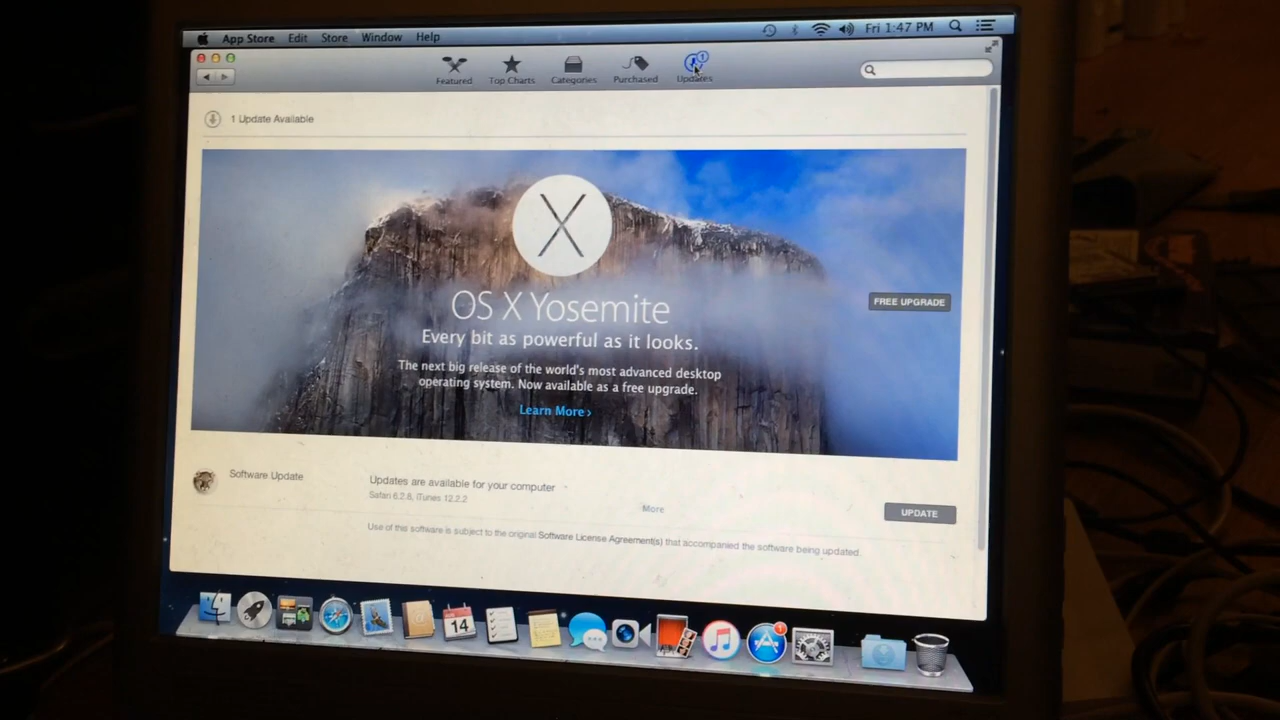 App Store Edit Store Window Help Fri 1:47 PM
Featured Top Charts Categories Purchased Updates 1
1 Update Available
X
OS X Yosemite
Every bit as powerful as it looks.
The next big release of the world's most advanced desktop
operating system. Now available as a free upgrade.
Learn More ›
FREE UPGRADE
Software Update
Updates are available for your computer
Safari 6.2.8, iTunes 12.2.2
More
UPDATE
Use of this software is subject to the original Software License Agreement(s) that accompanied the software being updated.
14
1